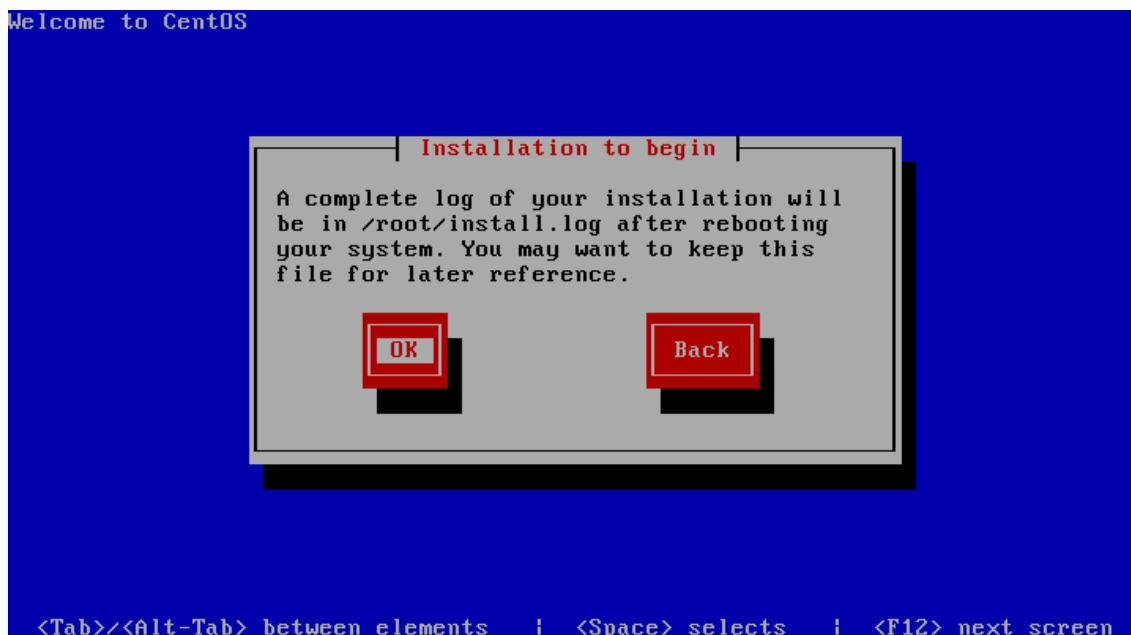 Welcome to CentOS
Installation to begin
A complete log of your installation will
be in /root/install.log after rebooting
your system. You may want to keep this
file for later reference.
OK Back
<Tab>/<Alt-Tab> between elements | <Space> selects | <F12> next screen